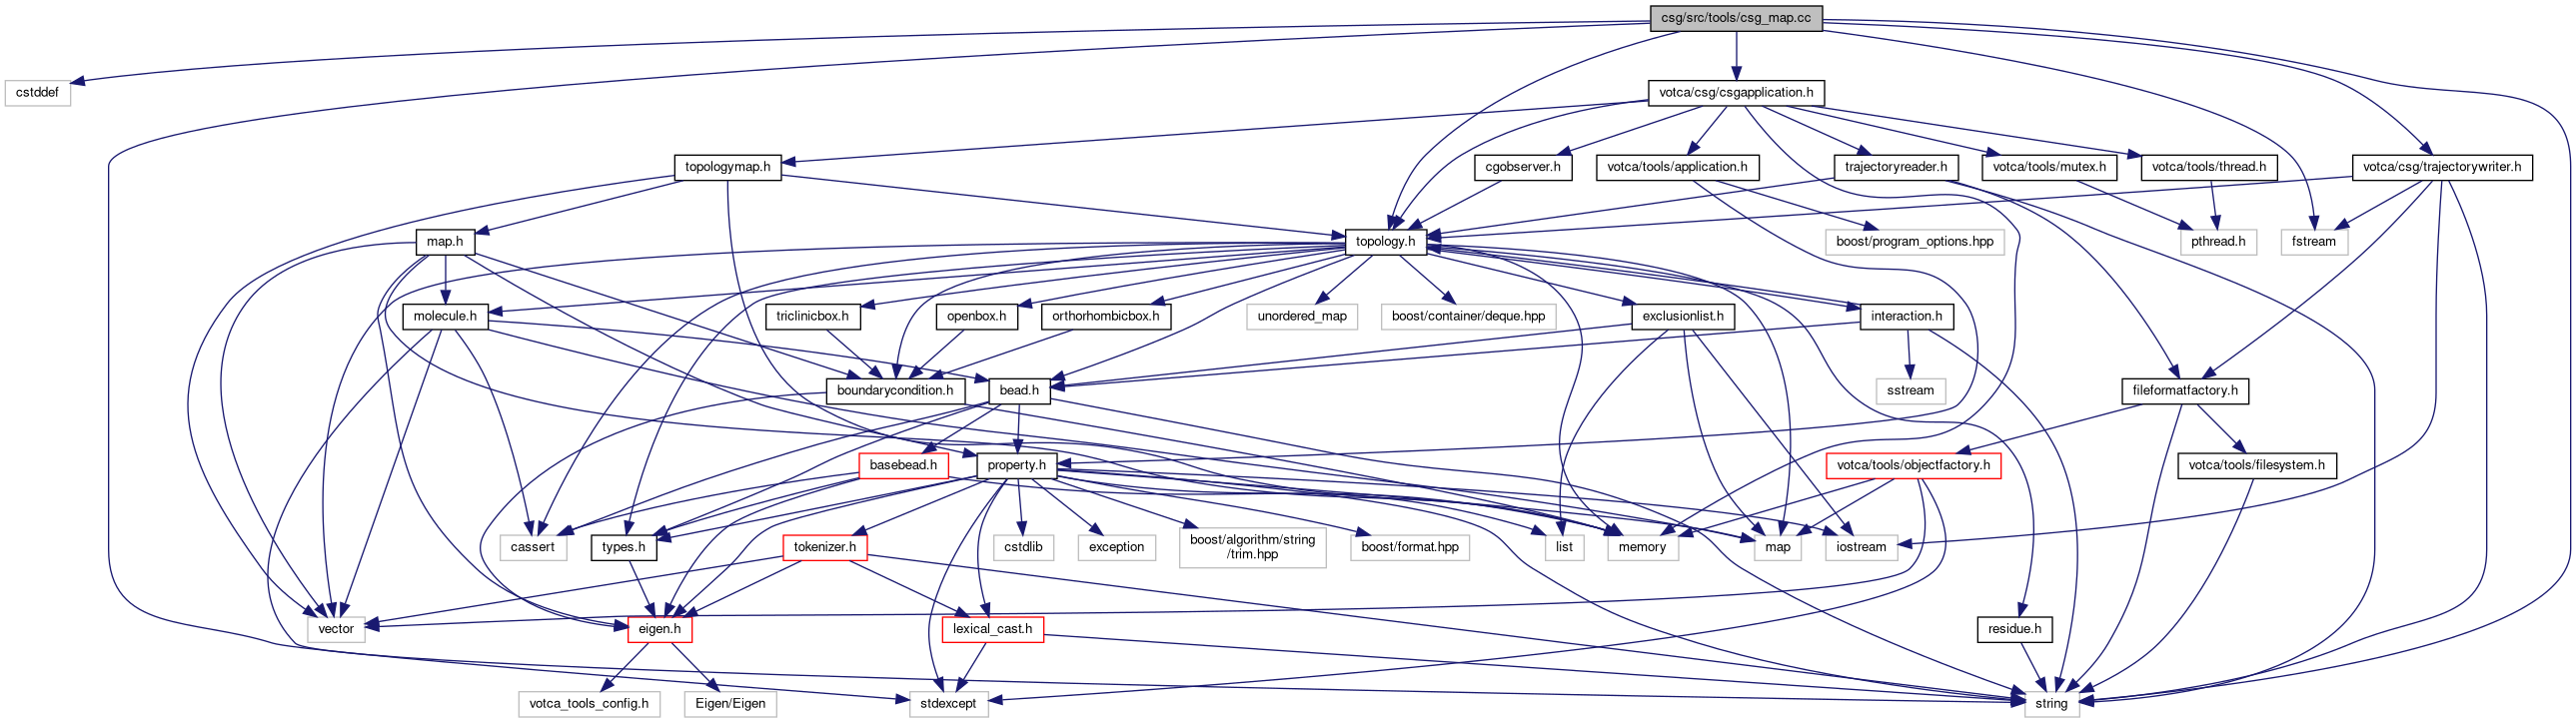 csg/src/tools/csg_map.cc
cstddef
votca/csg/csgapplication.h
topologymap.h
cgobserver.h
votca/tools/application.h
trajectoryreader.h
votca/tools/mutex.h
votca/tools/thread.h
votca/csg/trajectorywriter.h
map.h
topology.h
boost/program_options.hpp
pthread.h
fstream
molecule.h
triclinicbox.h
openbox.h
orthorhombicbox.h
unordered_map
boost/container/deque.hpp
exclusionlist.h
interaction.h
boundarycondition.h
bead.h
sstream
fileformatfactory.h
basebead.h
property.h
votca/tools/objectfactory.h
votca/tools/filesystem.h
cassert
types.h
tokenizer.h
cstdlib
exception
boost/algorithm/string
/trim.hpp
boost/format.hpp
list
memory
map
iostream
vector
eigen.h
lexical_cast.h
residue.h
votca_tools_config.h
Eigen/Eigen
stdexcept
string